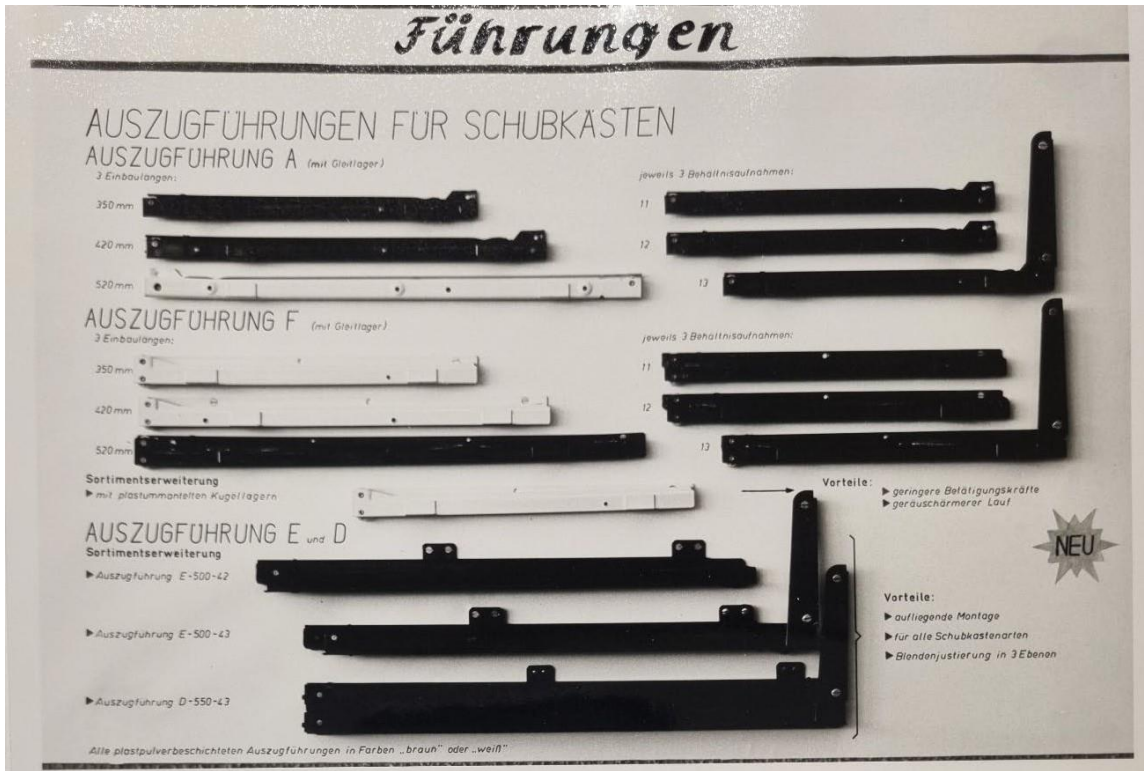 Führungen
AUSZUGFÜHRUNGEN FÜR SCHUBKÄSTEN
AUSZUGFÜHRUNG A (mit Gleitlager)
3 Einbaulängen:
350 mm
420 mm
520 mm
jeweils 3 Behältnisaufnahmen:
11
12
13
AUSZUGFÜHRUNG F (mit Gleitlager)
3 Einbaulängen:
350 mm
420 mm
520 mm
jeweils 3 Behältnisaufnahmen:
11
12
13
Sortimentserweiterung
▶ mit plastummantelten Kugellagern
Vorteile:
▶ geringere Betätigungskräfte
▶ geräuschärmerer Lauf
AUSZUGFÜHRUNG E und D
Sortimentserweiterung
▶ Auszugführung E-500-42
▶ Auszugführung E-500-43
▶ Auszugführung D-550-43
NEU
Vorteile:
▶ aufliegende Montage
▶ für alle Schubkastenarten
▶ Blendenjustierung in 3 Ebenen
Alle plastpulverbeschichteten Auszugführungen in Farben „braun" oder „weiß"